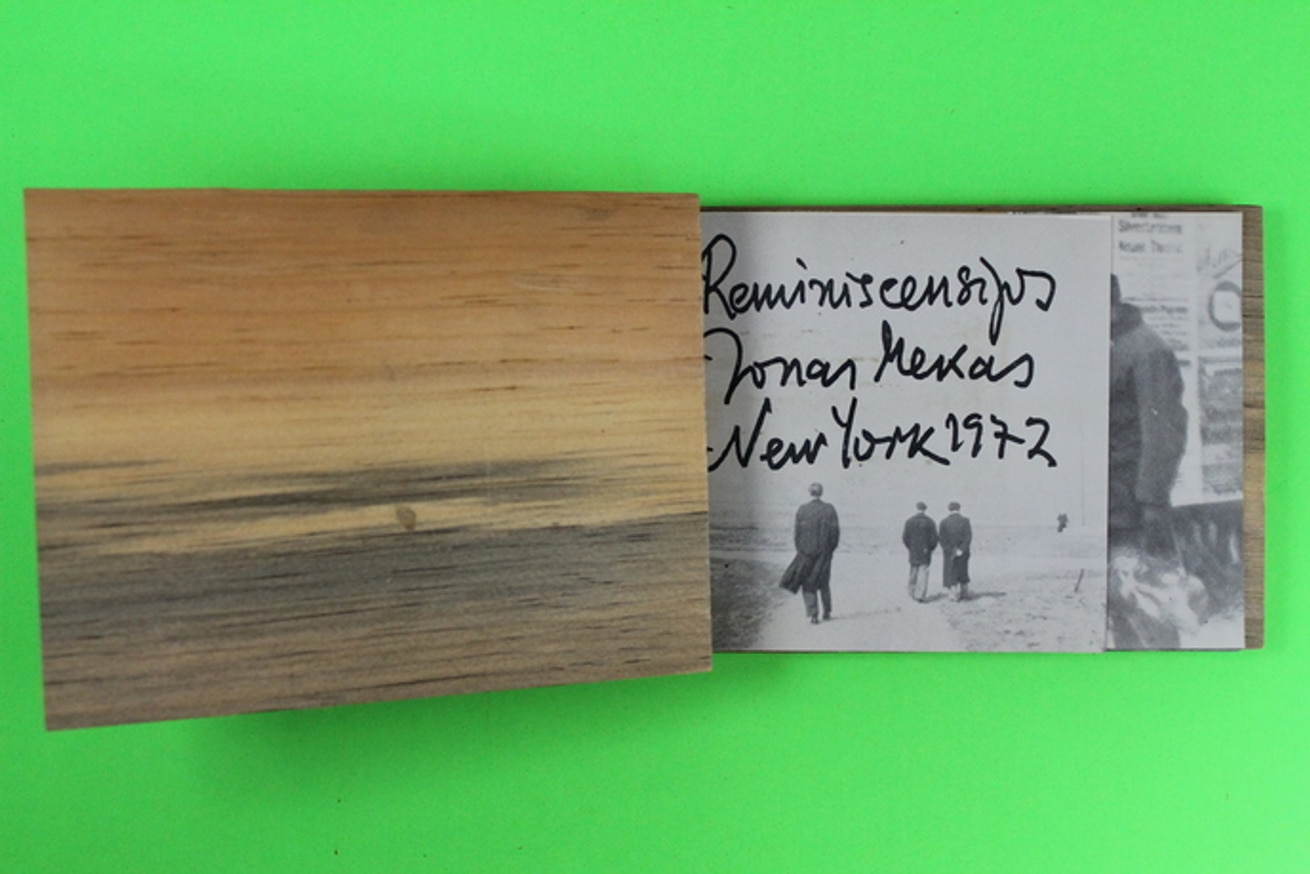 Reminiscensijos
Jonas Mekas
New York 1972